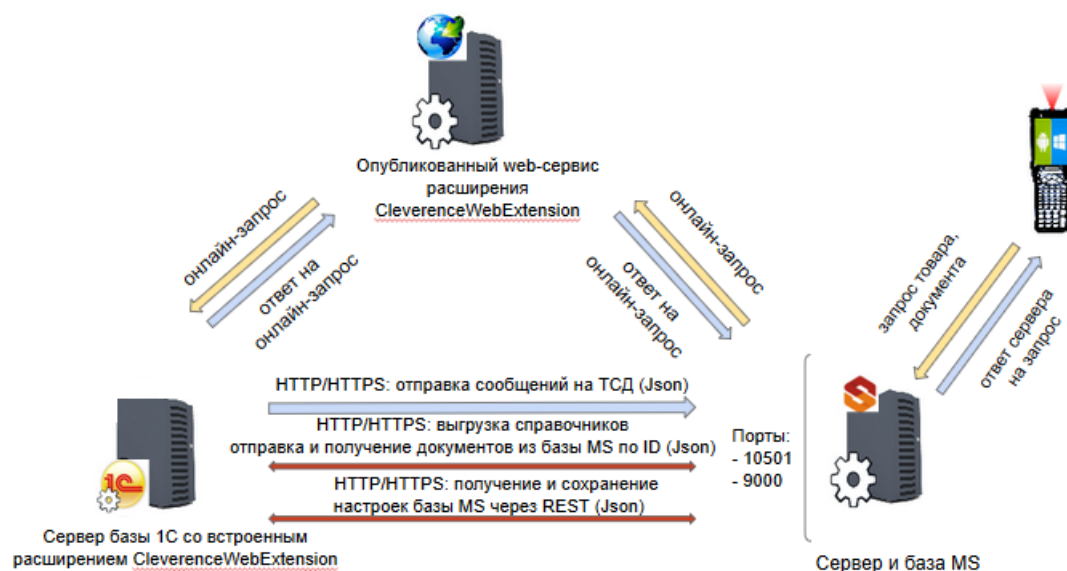 Опубликованный web-сервис
расширения
CleverenceWebExtension
онлайн-запрос
ответ на
онлайн-запрос
онлайн-запрос
ответ на
онлайн-запрос
запрос товара,
документа
ответ сервера
на запрос
HTTP/HTTPS: отправка сообщений на ТСД (Json)
HTTP/HTTPS: выгрузка справочников
отправка и получение документов из базы MS по ID (Json)
HTTP/HTTPS: получение и сохранение
настроек базы MS через REST (Json)
Порты:
- 10501
- 9000
1С
Сервер базы 1С со встроенным
расширением CleverenceWebExtension
S
Сервер и база MS